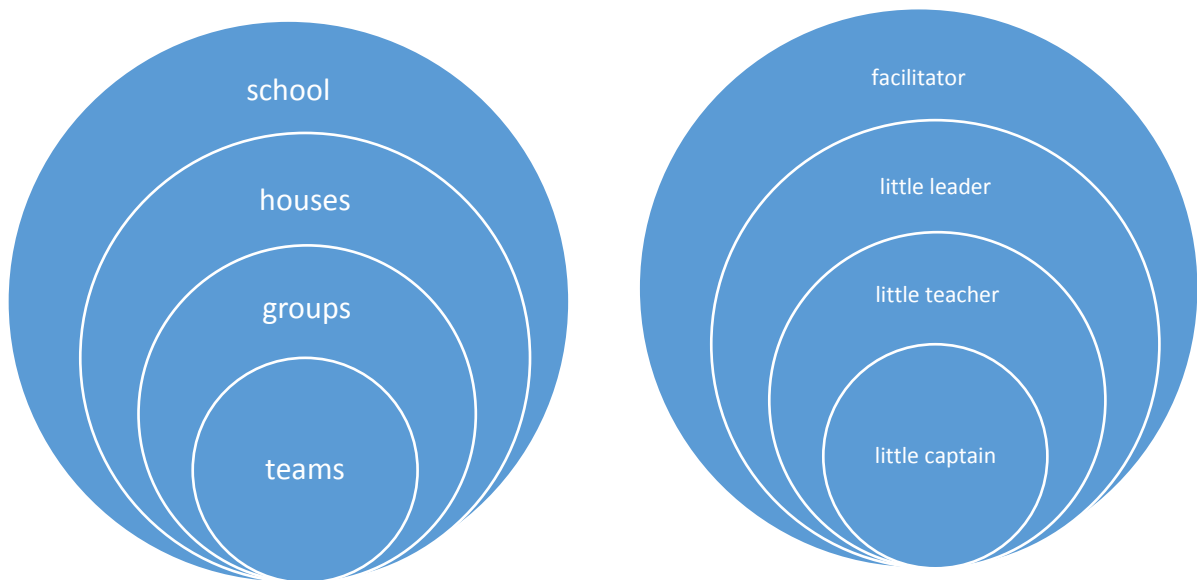 school
houses
groups
teams
facilitator
little leader
little teacher
little captain